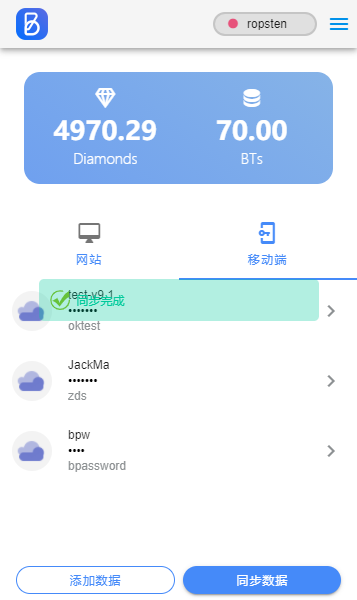 ropsten
4970.29
70.00
Diamonds
BTs
网站
移动端
test-v9.1
同步完成
•••••••
oktest
JackMa
•••••••
zds
bpw
••••
bpassword
添加数据
同步数据